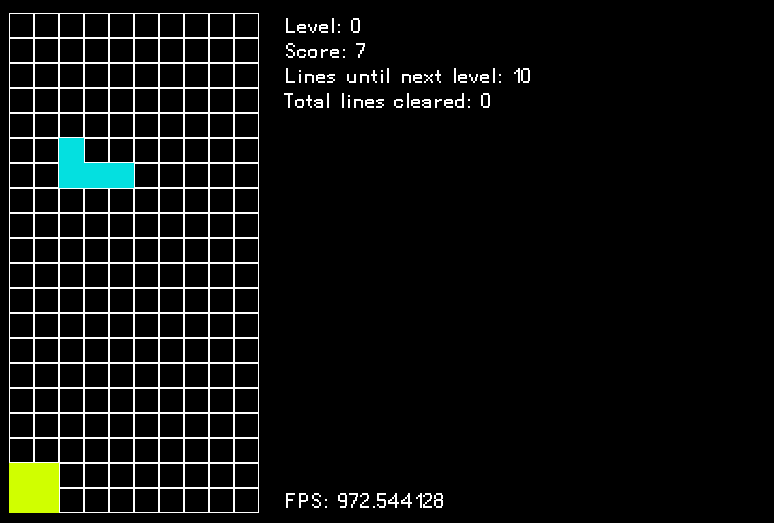 Level: 0
Score: 7
Lines until next level: 10
Total lines cleared: 0
FPS: 972.544128